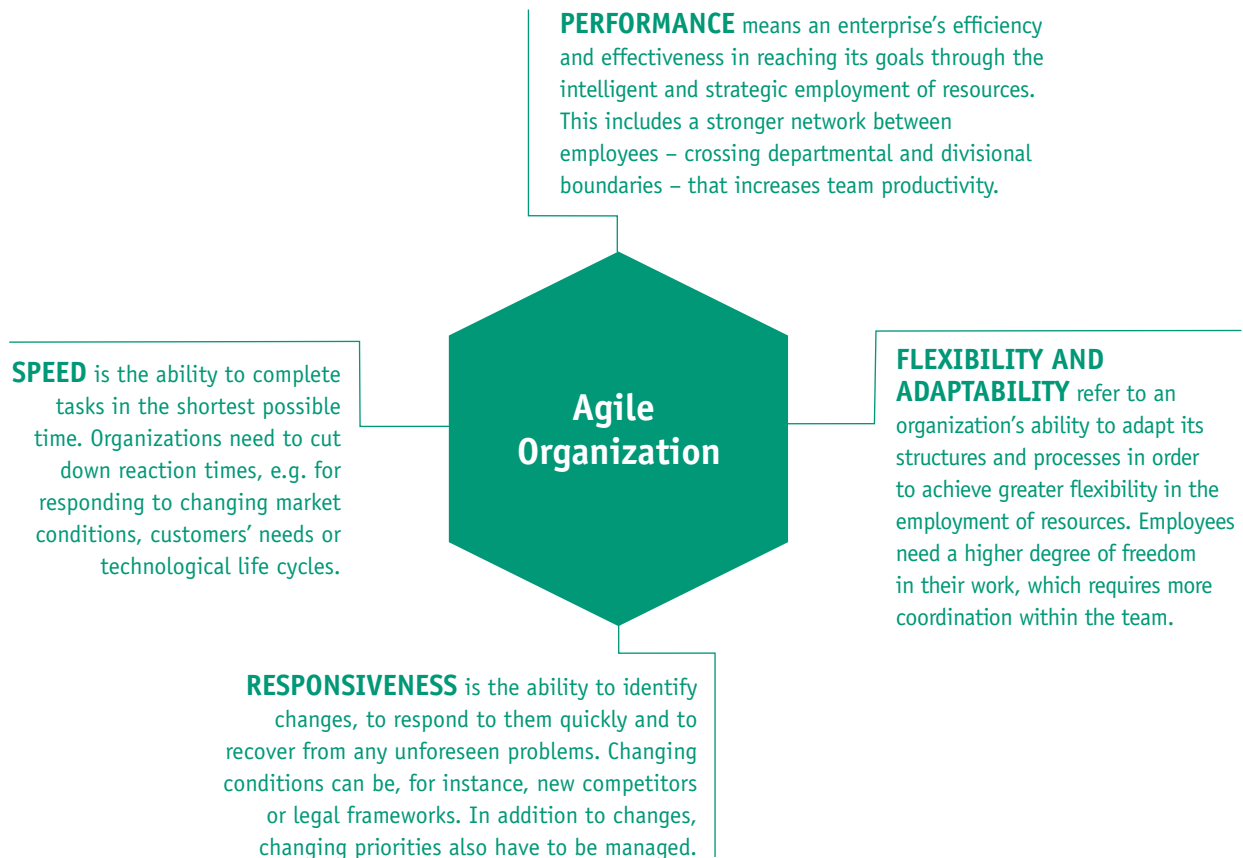 PERFORMANCE means an enterprise’s efficiency
and effectiveness in reaching its goals through the
intelligent and strategic employment of resources.
This includes a stronger network between
employees – crossing departmental and divisional
boundaries – that increases team productivity.
SPEED is the ability to complete
tasks in the shortest possible
time. Organizations need to cut
down reaction times, e.g. for
responding to changing market
conditions, customers’ needs or
technological life cycles.
Agile
Organization
FLEXIBILITY AND
ADAPTABILITY refer to an
organization’s ability to adapt its
structures and processes in order
to achieve greater flexibility in the
employment of resources. Employees
need a higher degree of freedom
in their work, which requires more
coordination within the team.
RESPONSIVENESS is the ability to identify
changes, to respond to them quickly and to
recover from any unforeseen problems. Changing
conditions can be, for instance, new competitors
or legal frameworks. In addition to changes,
changing priorities also have to be managed.